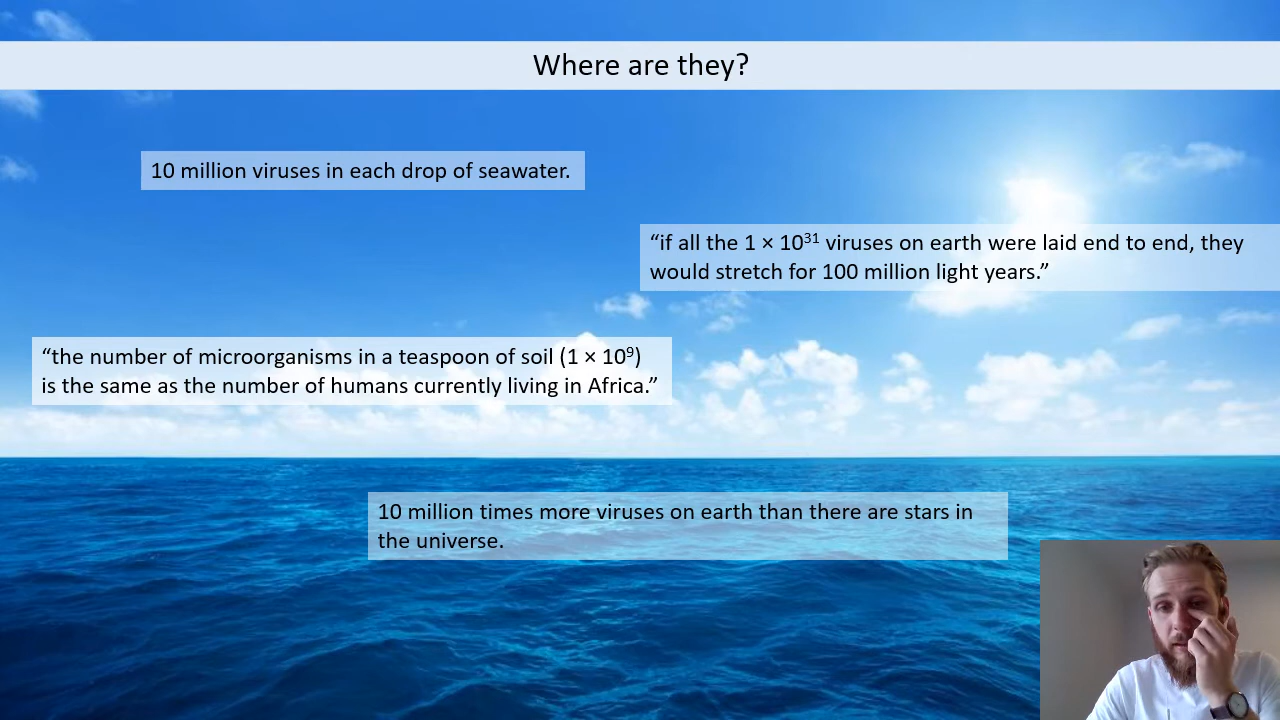 Where are they?
10 million viruses in each drop of seawater.
“if all the 1 × 10³¹ viruses on earth were laid end to end, they
would stretch for 100 million light years.”
“the number of microorganisms in a teaspoon of soil (1 × 10⁹)
is the same as the number of humans currently living in Africa.”
10 million times more viruses on earth than there are stars in
the universe.